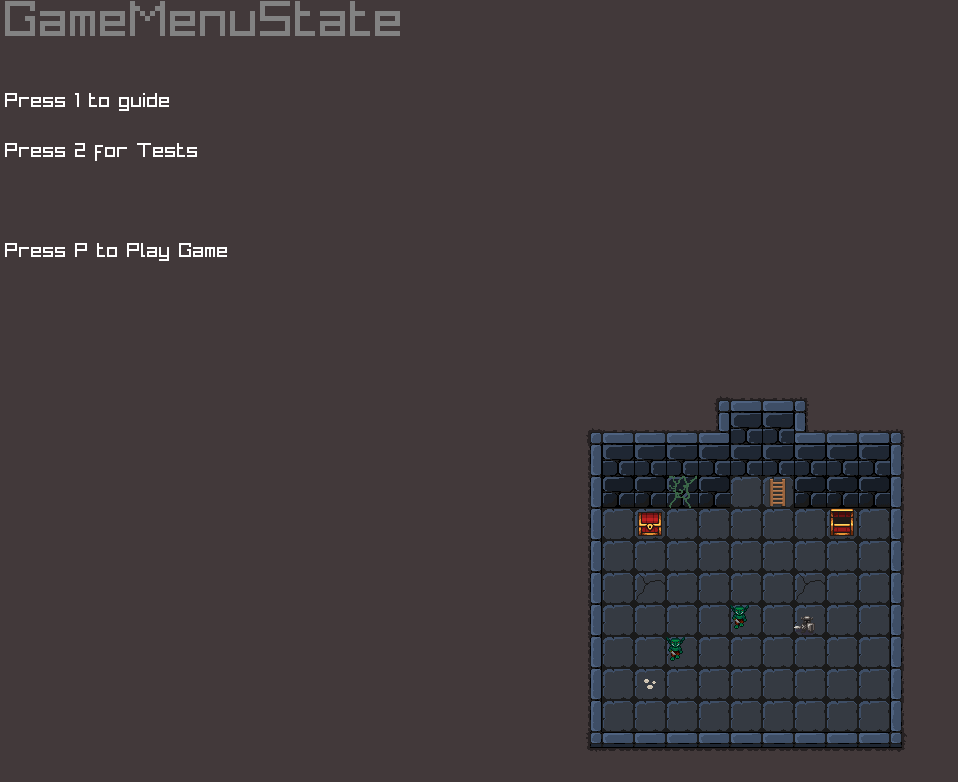 GameMenuState
Press 1 to guide
Press 2 for Tests
Press P to Play Game